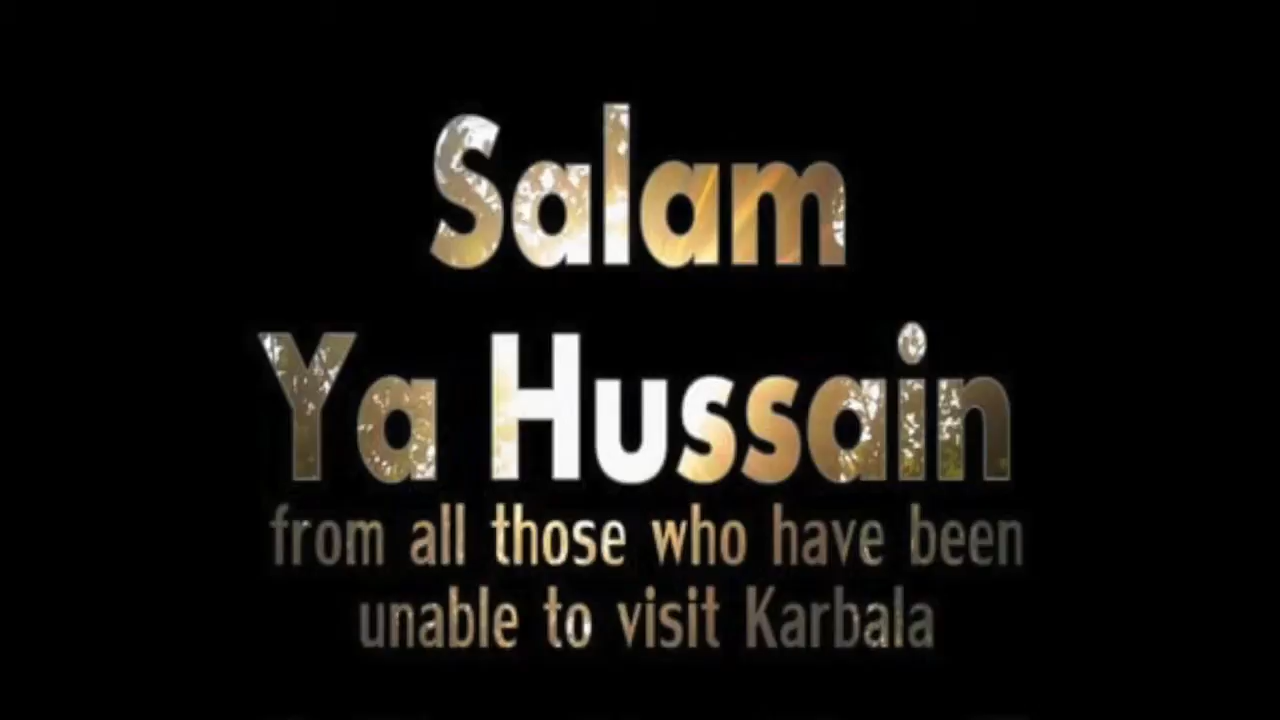 Salam
Ya Hussain
from all those who have been
unable to visit Karbala